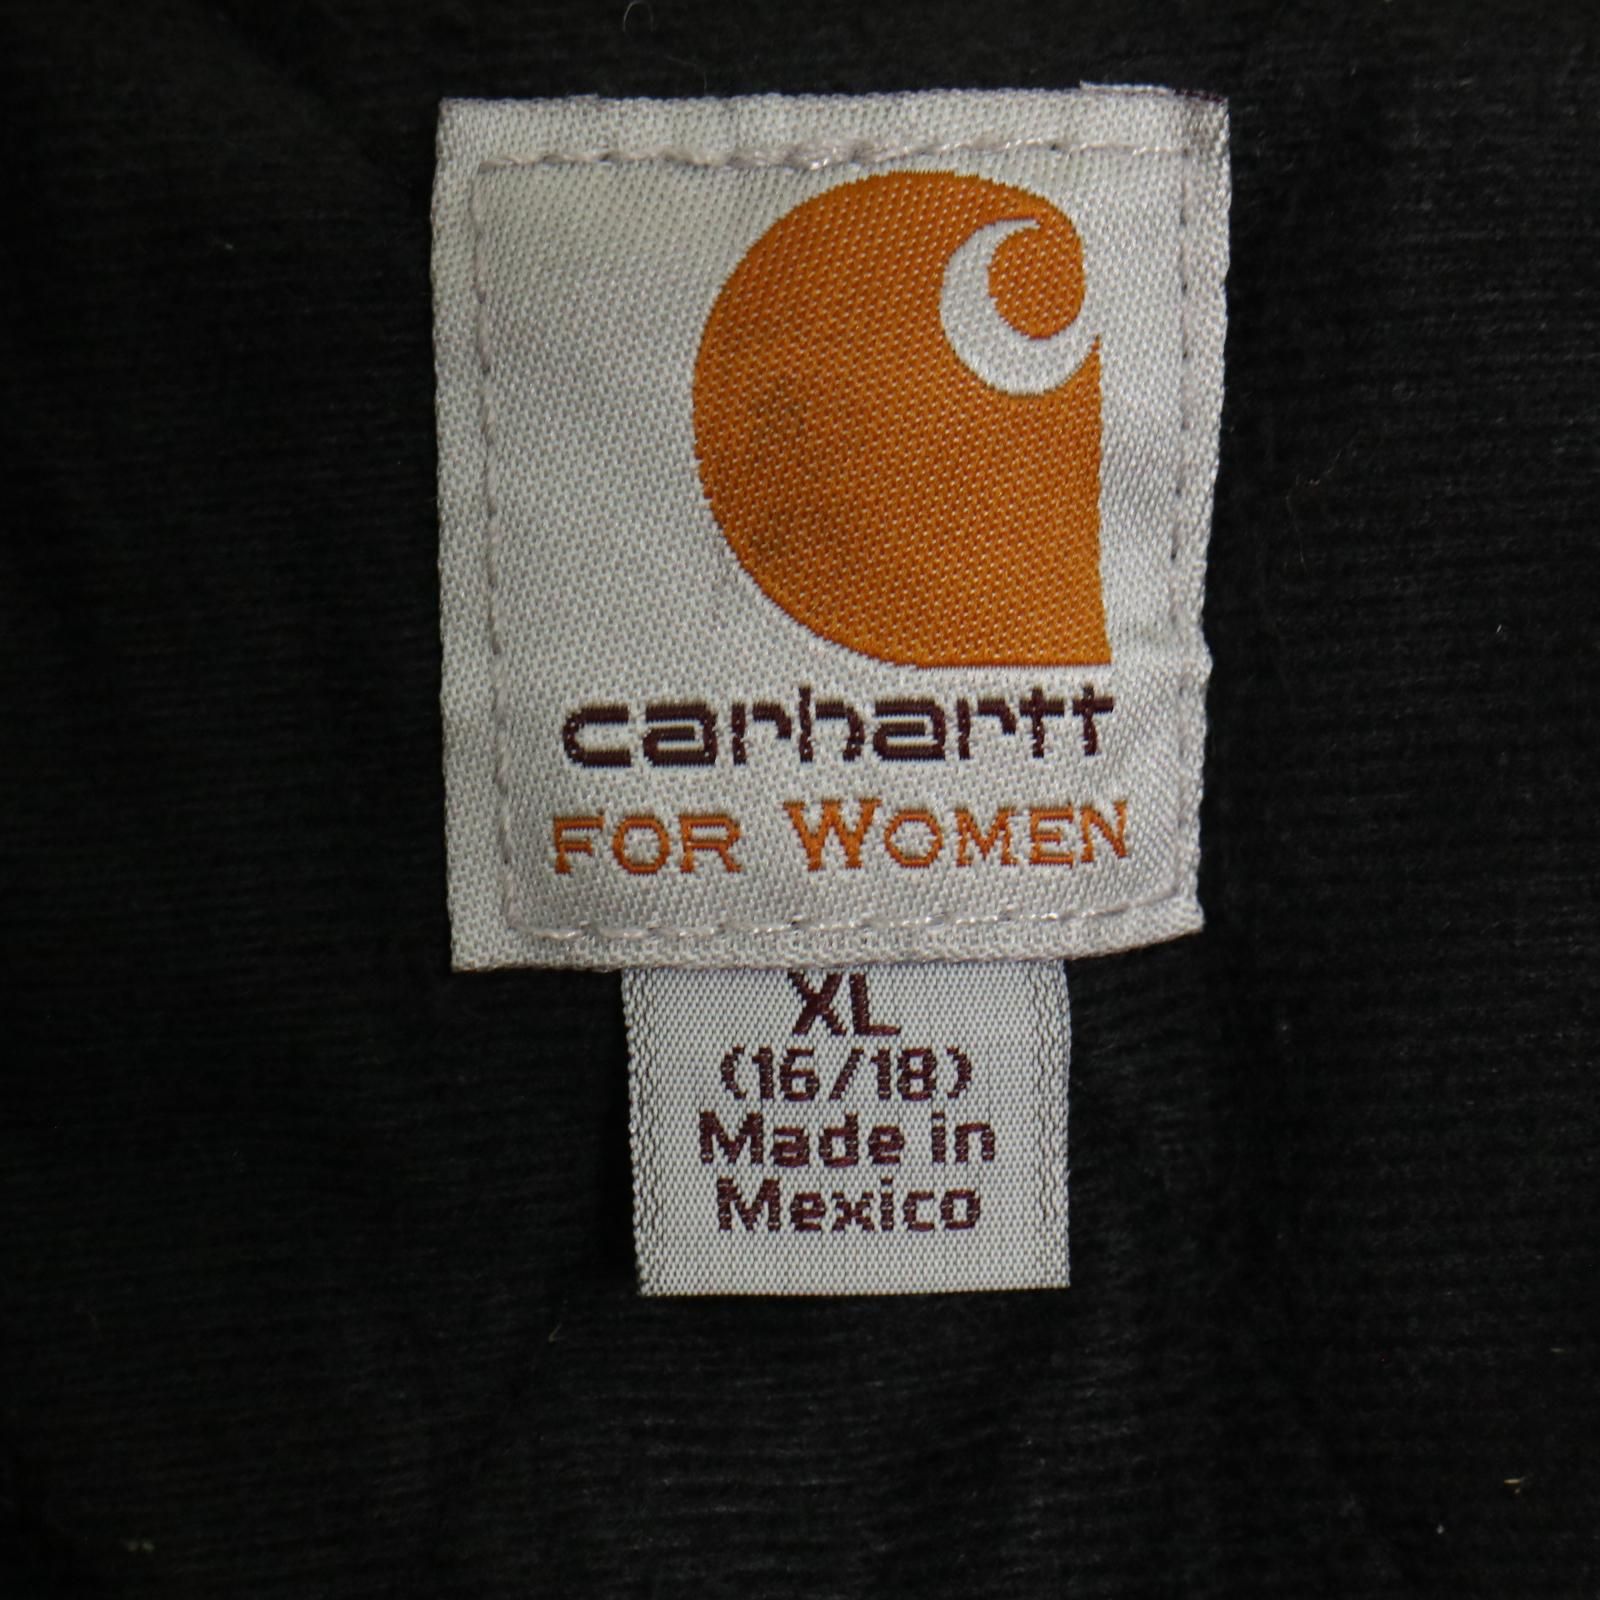 carhartt
FOR WOMEN
XL
(16/18)
Made in
Mexico